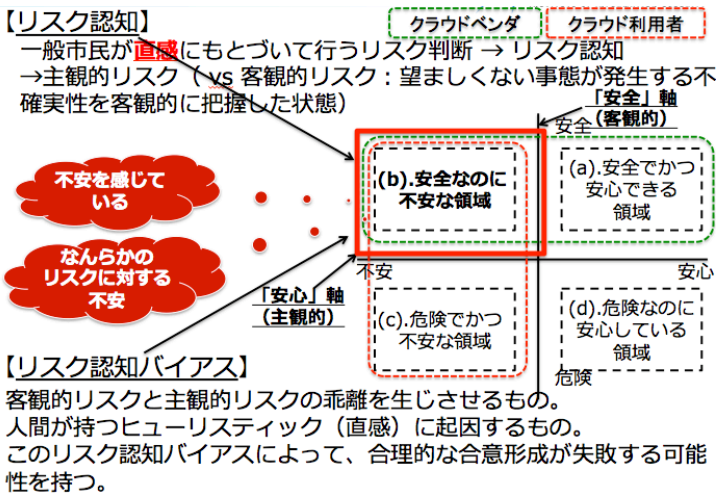 【リスク認知】
クラウドベンダ
クラウド利用者
一般市民が直感にもとづいて行うリスク判断 → リスク認知
→主観的リスク（ vs 客観的リスク：望ましくない事態が発生する不
確実性を客観的に把握した状態）
「安全」軸
（客観的）
安全
不安を感じて
いる
なんらかの
リスクに対する
不安
(b).安全なのに
不安な領域
(a).安全でかつ
安心できる
領域
不安
安心
「安心」軸
（主観的）
(c).危険でかつ
不安な領域
(d).危険なのに
安心している
領域
危険
【リスク認知バイアス】
客観的リスクと主観的リスクの乖離を生じさせるもの。
人間が持つヒューリスティック（直感）に起因するもの。
このリスク認知バイアスによって、合理的な合意形成が失敗する可能
性を持つ。